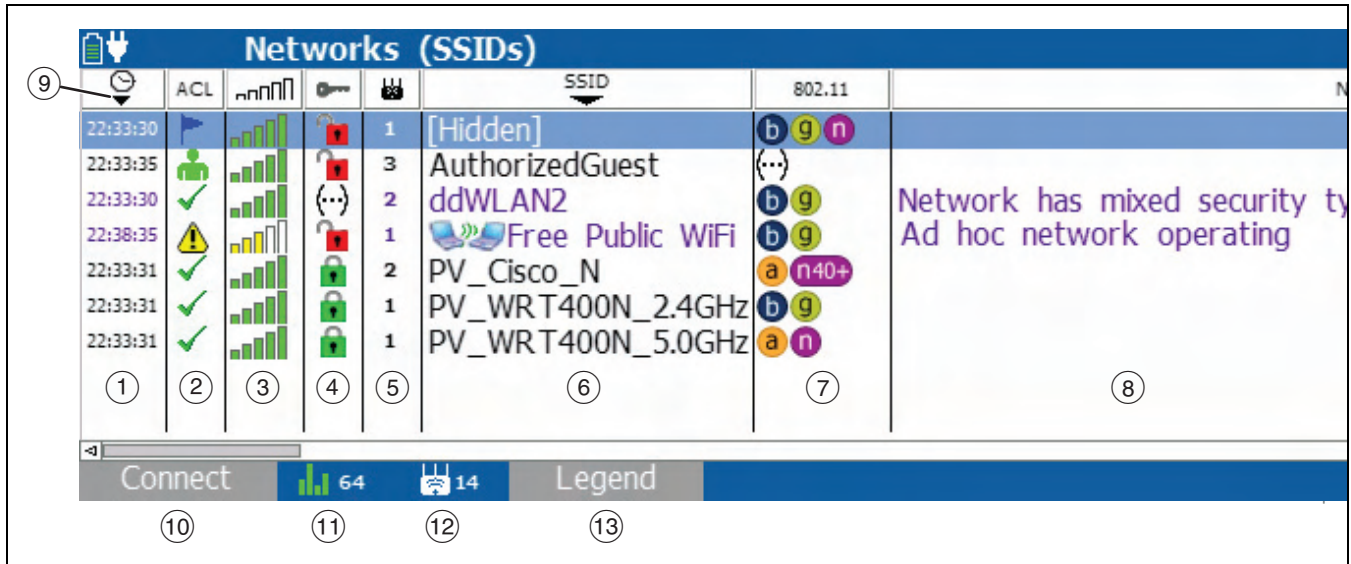 Networks (SSIDs)
9
ACL SSID 802.11 N
22:33:30 1 [Hidden] b g n
22:33:35 3 AuthorizedGuest (···)
22:33:30 (···) 2 ddWLAN2 b g Network has mixed security ty
22:38:35 1 Free Public WiFi b g Ad hoc network operating
22:33:31 2 PV_Cisco_N a n40+
22:33:31 1 PV_WRT400N_2.4GHz b g
22:33:31 1 PV_WRT400N_5.0GHz a n
1 2 3 4 5 6 7 8
Connect 64 14 Legend
10 11 12 13